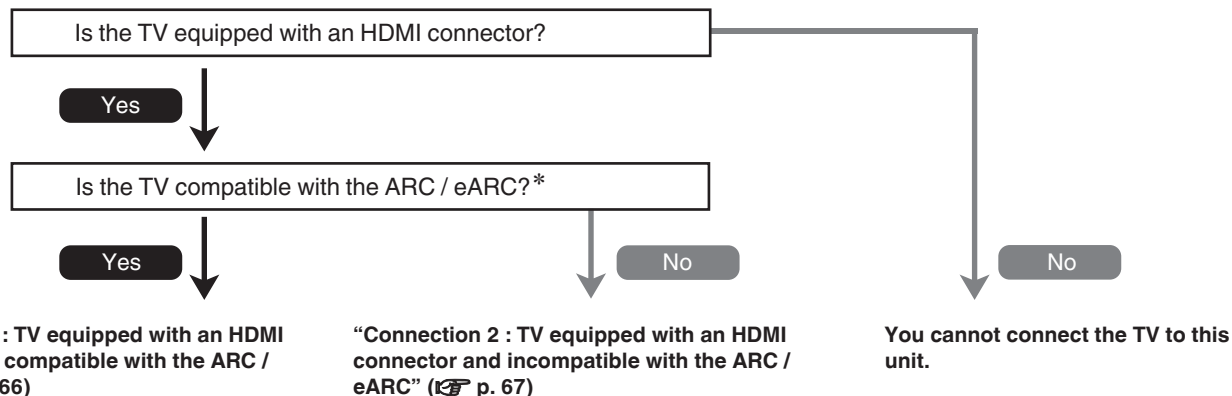 Is the TV equipped with an HDMI connector?
Yes
Is the TV compatible with the ARC / eARC?*
Yes
No
No
: TV equipped with an HDMI
compatible with the ARC /
66)
“Connection 2 : TV equipped with an HDMI
connector and incompatible with the ARC /
eARC” (☞ p. 67)
You cannot connect the TV to this
unit.